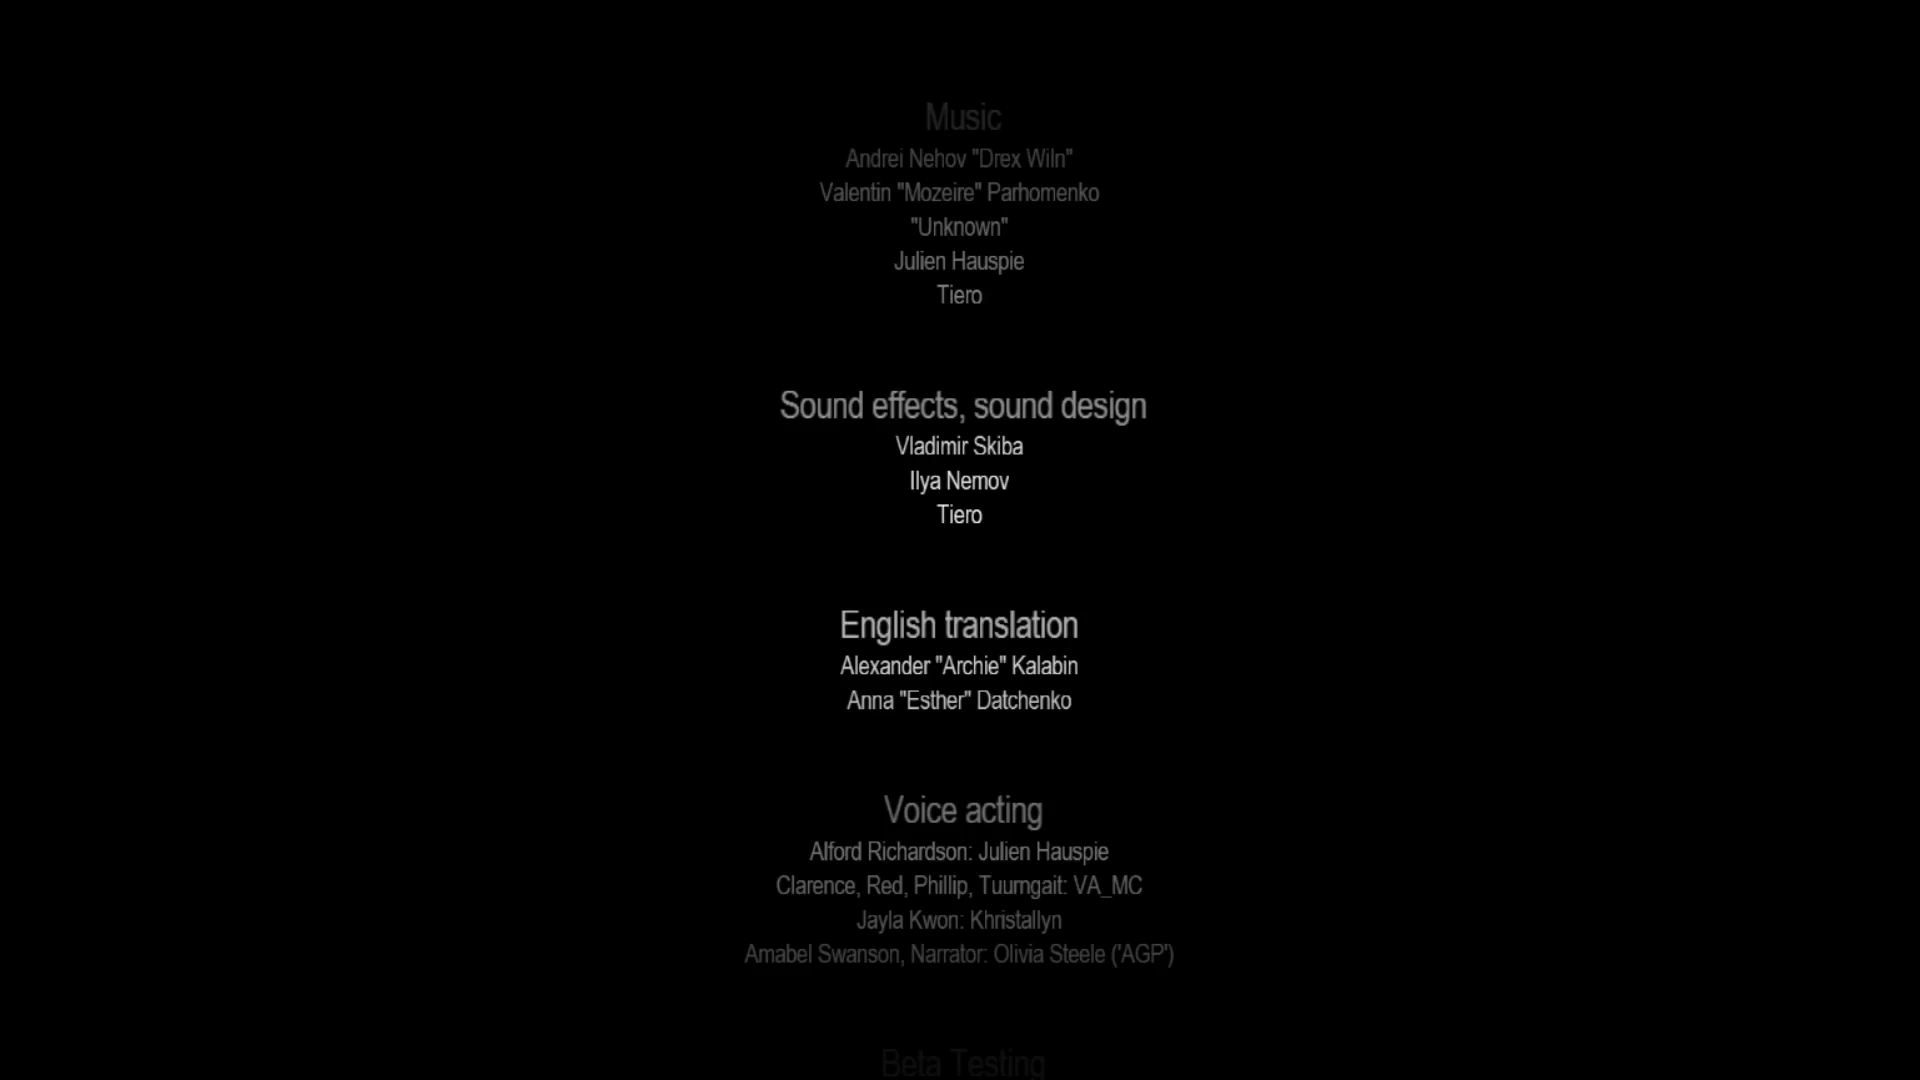 Music
Andrei Nehov "Drex Wiln"
Valentin "Mozeire" Parhomenko
"Unknown"
Julien Hauspie
Tiero
Sound effects, sound design
Vladimir Skiba
Ilya Nemov
Tiero
English translation
Alexander "Archie" Kalabin
Anna "Esther" Datchenko
Voice acting
Alford Richardson: Julien Hauspie
Clarence, Red, Phillip, Tuurngait: VA_MC
Jayla Kwon: Khristallyn
Amabel Swanson, Narrator: Olivia Steele ('AGP')
Beta Testing